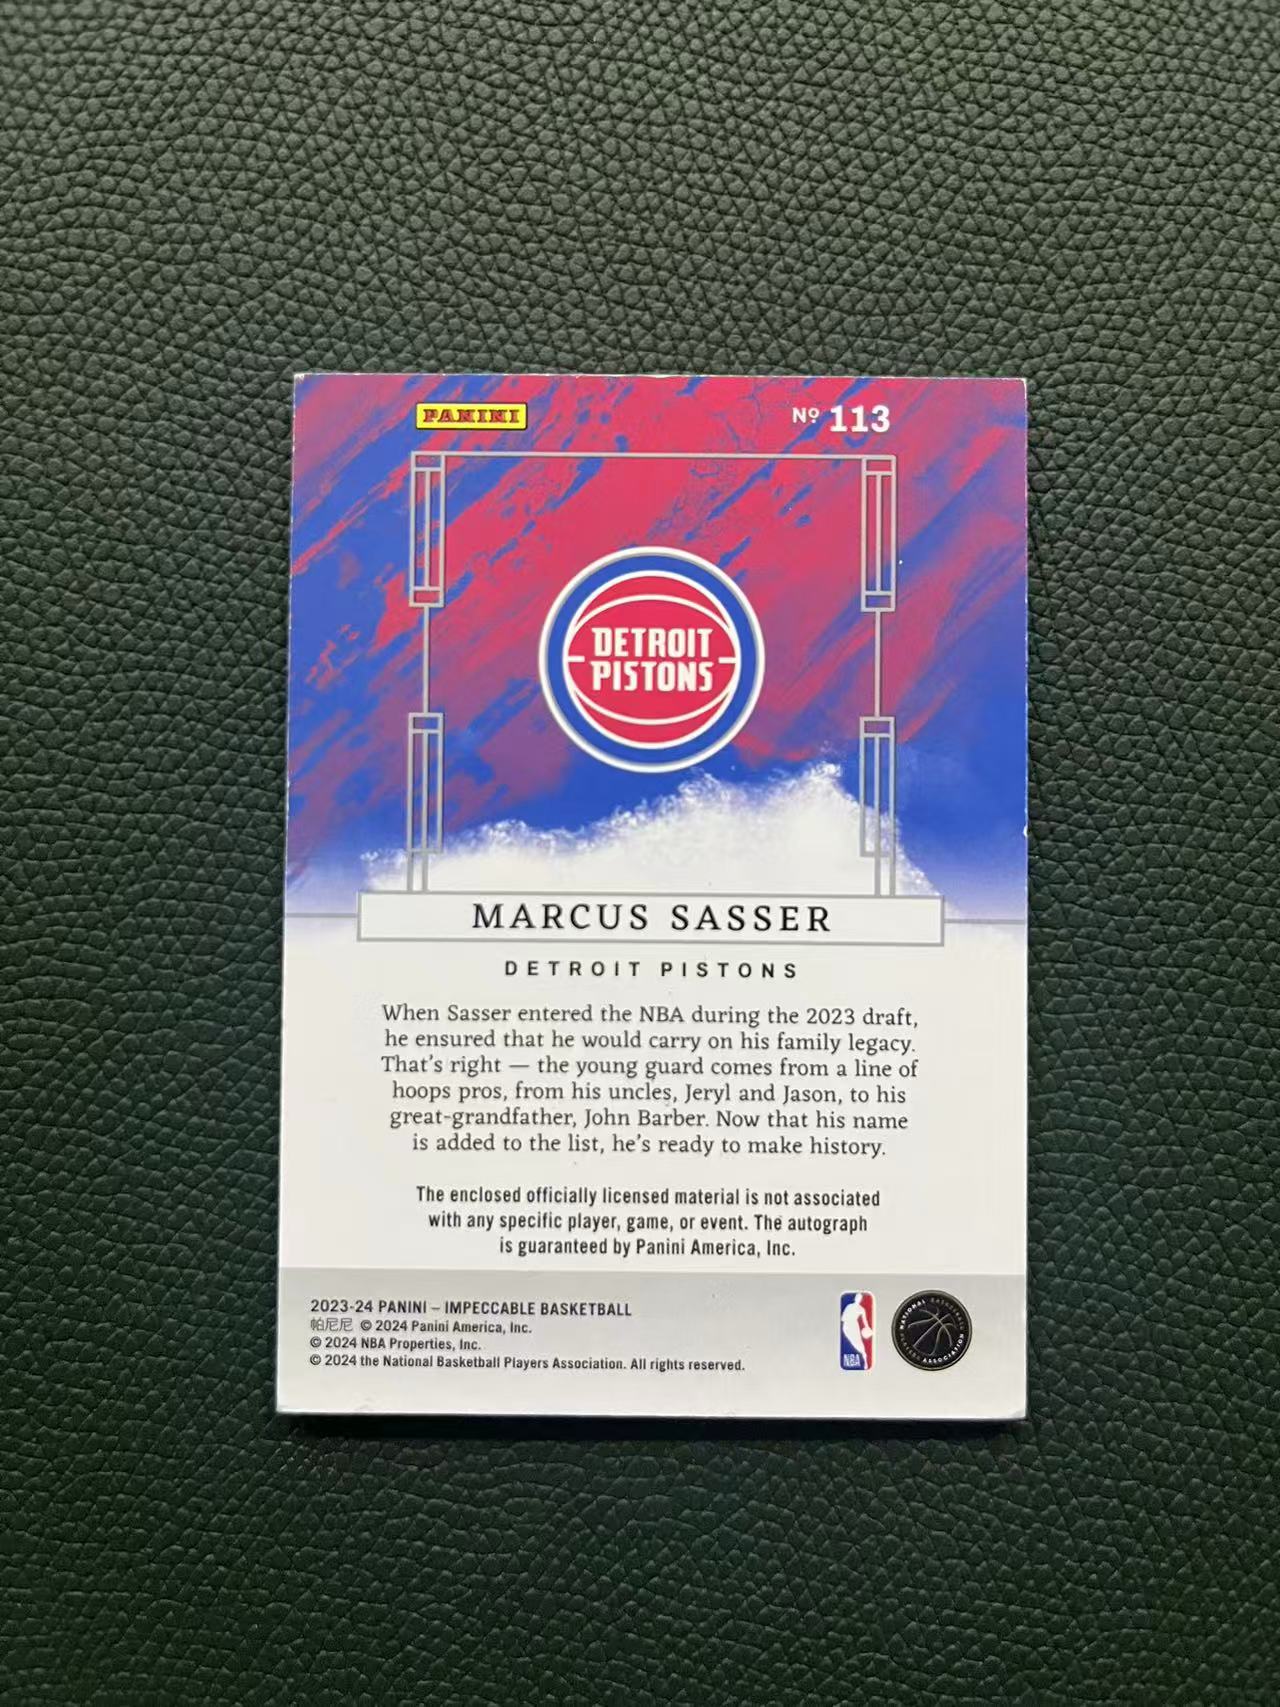 PANINI
Nº 113
DETROIT
PISTONS
MARCUS SASSER
DETROIT PISTONS
When Sasser entered the NBA during the 2023 draft,
he ensured that he would carry on his family legacy.
That's right — the young guard comes from a line of
hoops pros, from his uncles, Jeryl and Jason, to his
great-grandfather, John Barber. Now that his name
is added to the list, he's ready to make history.
The enclosed officially licensed material is not associated
with any specific player, game, or event. The autograph
is guaranteed by Panini America, Inc.
2023-24 PANINI – IMPECCABLE BASKETBALL
帕尼尼 © 2024 Panini America, Inc.
© 2024 NBA Properties, Inc.
© 2024 the National Basketball Players Association. All rights reserved.
NBA
NATIONAL BASKETBALL
PLAYERS ASSOCIATION